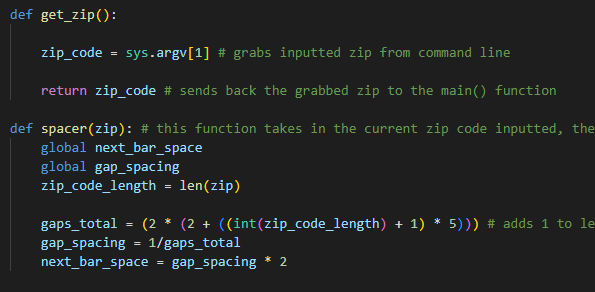 def get_zip():
zip_code = sys.argv[1] # grabs inputted zip from command line
return zip_code # sends back the grabbed zip to the main() function
def spacer(zip): # this function takes in the current zip code inputted, the
global next_bar_space
global gap_spacing
zip_code_length = len(zip)
gaps_total = (2 * (2 + ((int(zip_code_length) + 1) * 5))) # adds 1 to le
gap_spacing = 1/gaps_total
next_bar_space = gap_spacing * 2